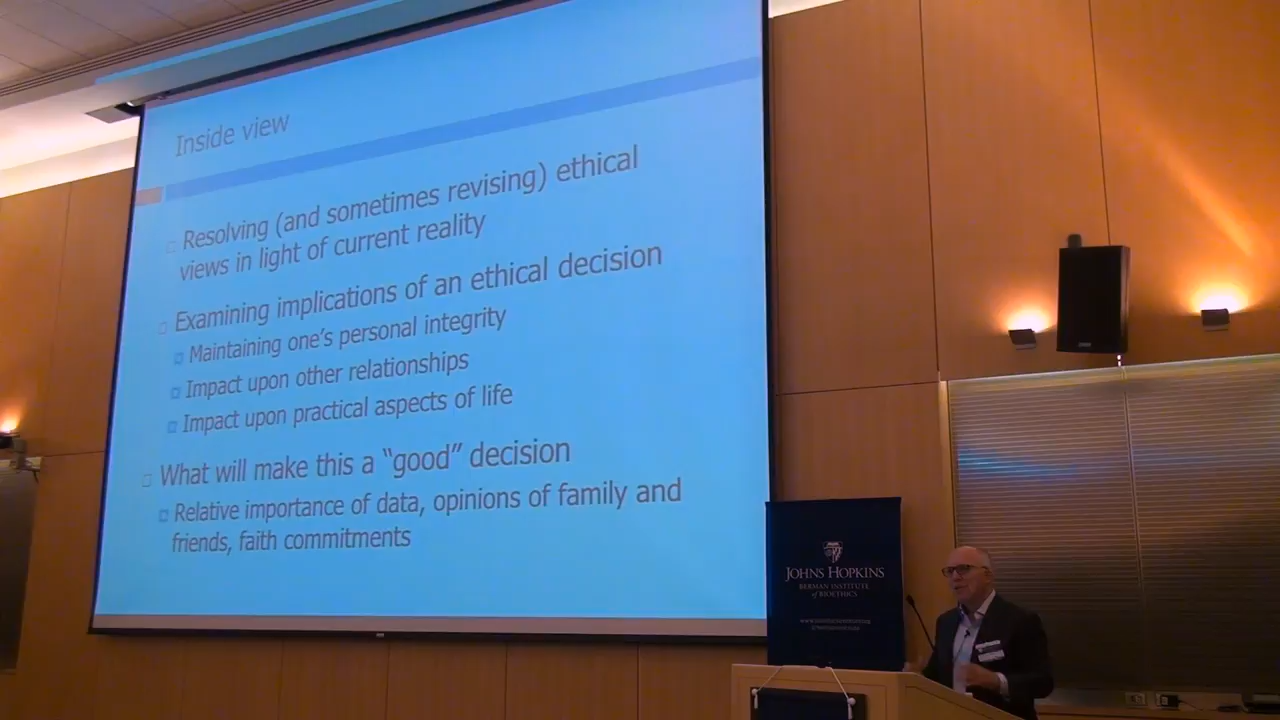 Inside view
Resolving (and sometimes revising) ethical
views in light of current reality
Examining implications of an ethical decision
Maintaining one's personal integrity
Impact upon other relationships
Impact upon practical aspects of life
What will make this a “good” decision
Relative importance of data, opinions of family and
friends, faith commitments
JOHNS HOPKINS
BERMAN INSTITUTE
of BIOETHICS